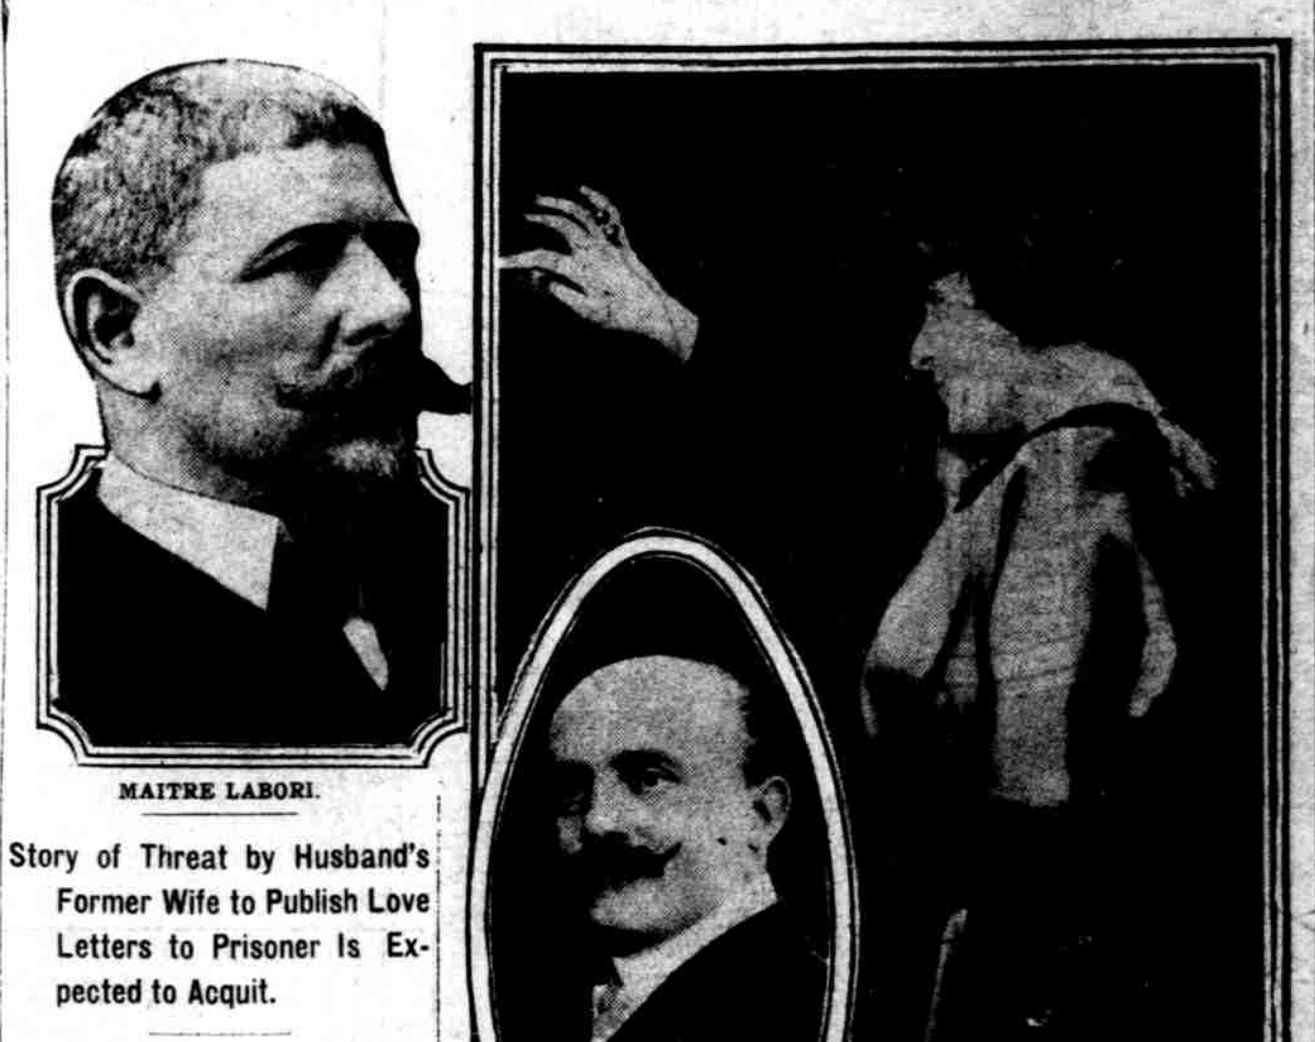 MAITRE LABORI.
Story of Threat by Husband's
Former Wife to Publish Love
Letters to Prisoner Is Ex-
pected to Acquit.